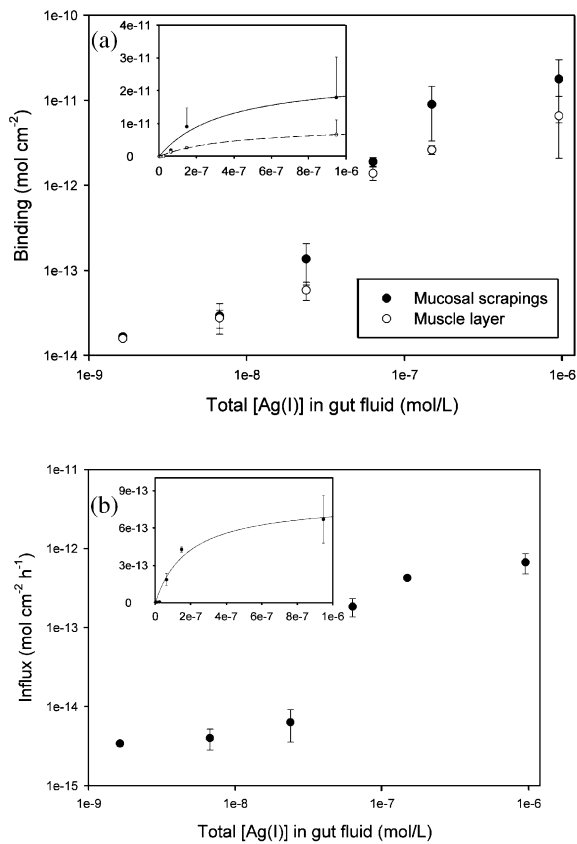 1e-10
(a)
4e-11
3e-11
2e-11
1e-11
0
0 2e-7 4e-7 6e-7 8e-7 1e-6
1e-11
1e-12
1e-13
1e-14
Binding (mol cm-2)
Mucosal scrapings
Muscle layer
1e-9 1e-8 1e-7 1e-6
Total [Ag(I)] in gut fluid (mol/L)
1e-11
(b)
9e-13
6e-13
3e-13
0
0 2e-7 4e-7 6e-7 8e-7 1e-6
1e-12
1e-13
1e-14
1e-15
Influx (mol cm-2 h-1)
1e-9 1e-8 1e-7 1e-6
Total [Ag(I)] in gut fluid (mol/L)